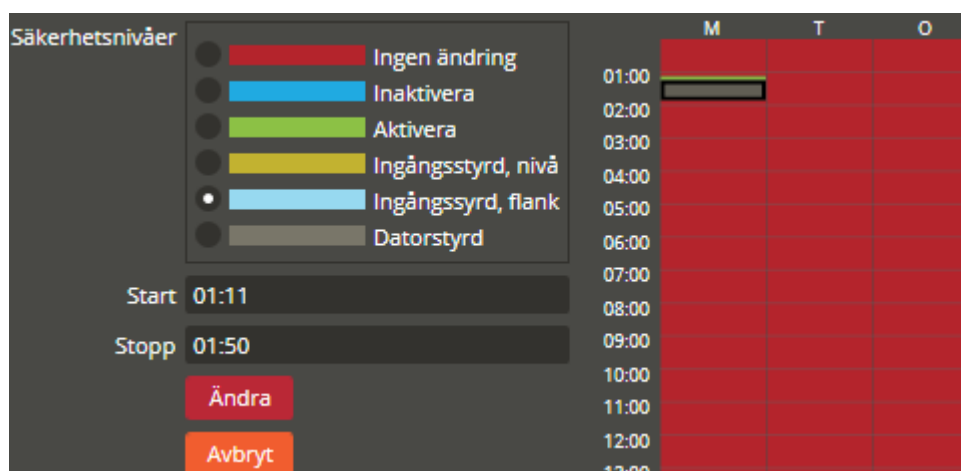 Säkerhetsnivåer
Ingen ändring
Inaktivera
Aktivera
Ingångsstyrd, nivå
Ingångssyrd, flank
Datorstyrd
Start 01:11
Stopp 01:50
Ändra
Avbryt
M T O
01:00
02:00
03:00
04:00
05:00
06:00
07:00
08:00
09:00
10:00
11:00
12:00
13:00